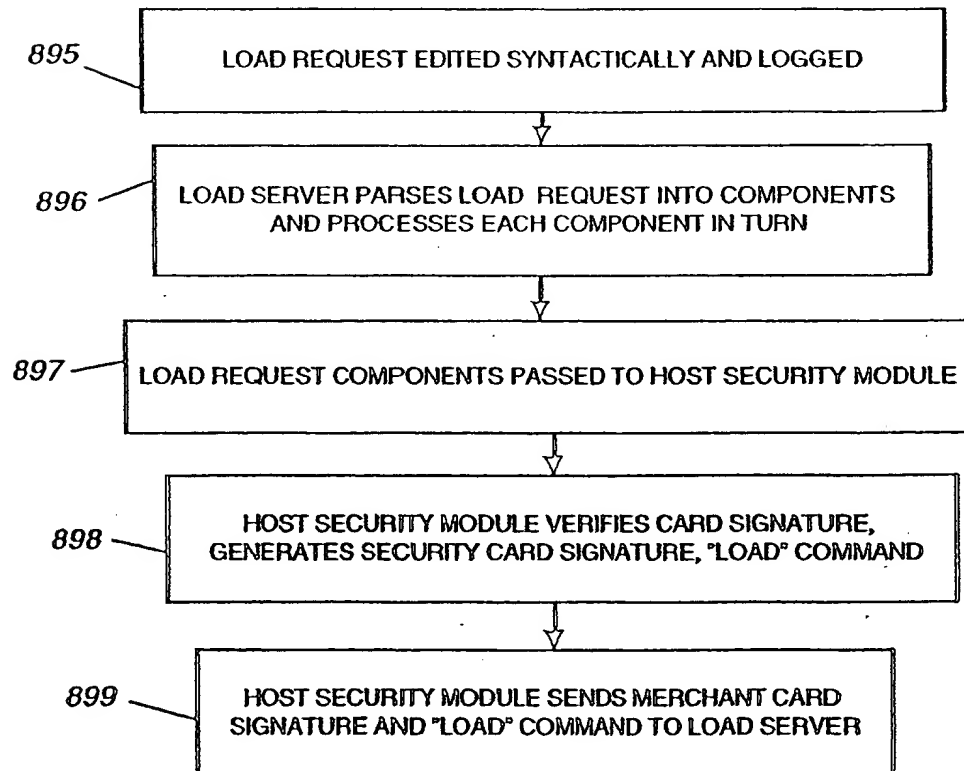 895
LOAD REQUEST EDITED SYNTACTICALLY AND LOGGED
896
LOAD SERVER PARSES LOAD REQUEST INTO COMPONENTS
AND PROCESSES EACH COMPONENT IN TURN
897
LOAD REQUEST COMPONENTS PASSED TO HOST SECURITY MODULE
898
HOST SECURITY MODULE VERIFIES CARD SIGNATURE,
GENERATES SECURITY CARD SIGNATURE, "LOAD" COMMAND
899
HOST SECURITY MODULE SENDS MERCHANT CARD
SIGNATURE AND "LOAD" COMMAND TO LOAD SERVER